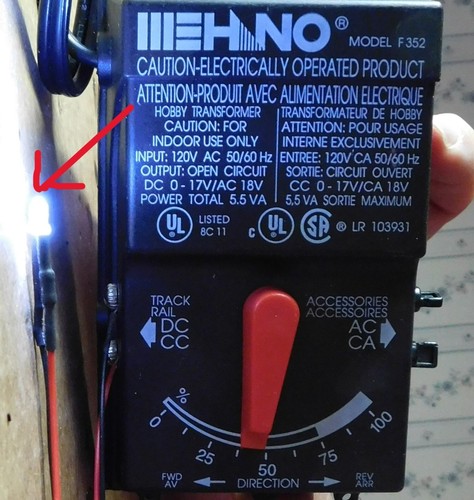 MEHANO®
MODEL F352
CAUTION-ELECTRICALLY OPERATED PRODUCT
ATTENTION-PRODUIT AVEC ALIMENTATION ELECTRIQUE
HOBBY TRANSFORMER
CAUTION: FOR
INDOOR USE ONLY
INPUT: 120V AC 50/60 Hz
OUTPUT: OPEN CIRCUIT
DC 0-17V/AC 18V
POWER TOTAL 5.5 VA
TRANSFORMATEUR DE HOBBY
ATTENTION: POUR USAGE
INTERNE EXCLUSIVEMENT
ENTREE: 120V CA 50/60 Hz
SORTIE: CIRCUIT OUVERT
CC 0-17V/CA 18V
5.5 VA SORTIE MAXIMUM
UL LISTED
8C 11
C UL SA ® LR 103931
TRACK
RAIL
DC
CC
ACCESSORIES
ACCESSOIRES
AC
CA
% 0 25 50 75 100
FWD
AV
DIRECTION
REV
ARR